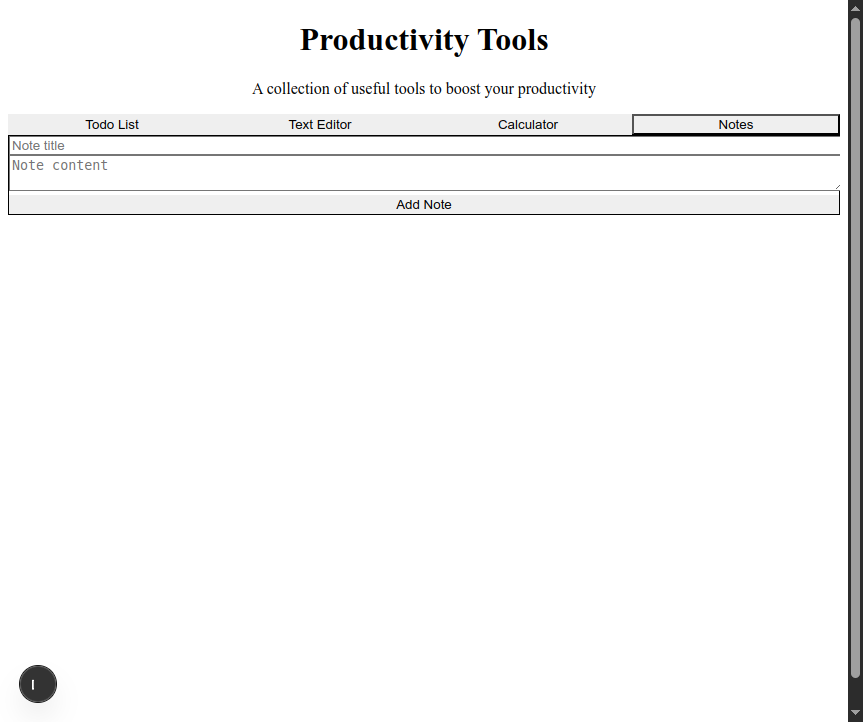 Productivity Tools
A collection of useful tools to boost your productivity
Todo List Text Editor Calculator Notes
Note title
Note content
Add Note